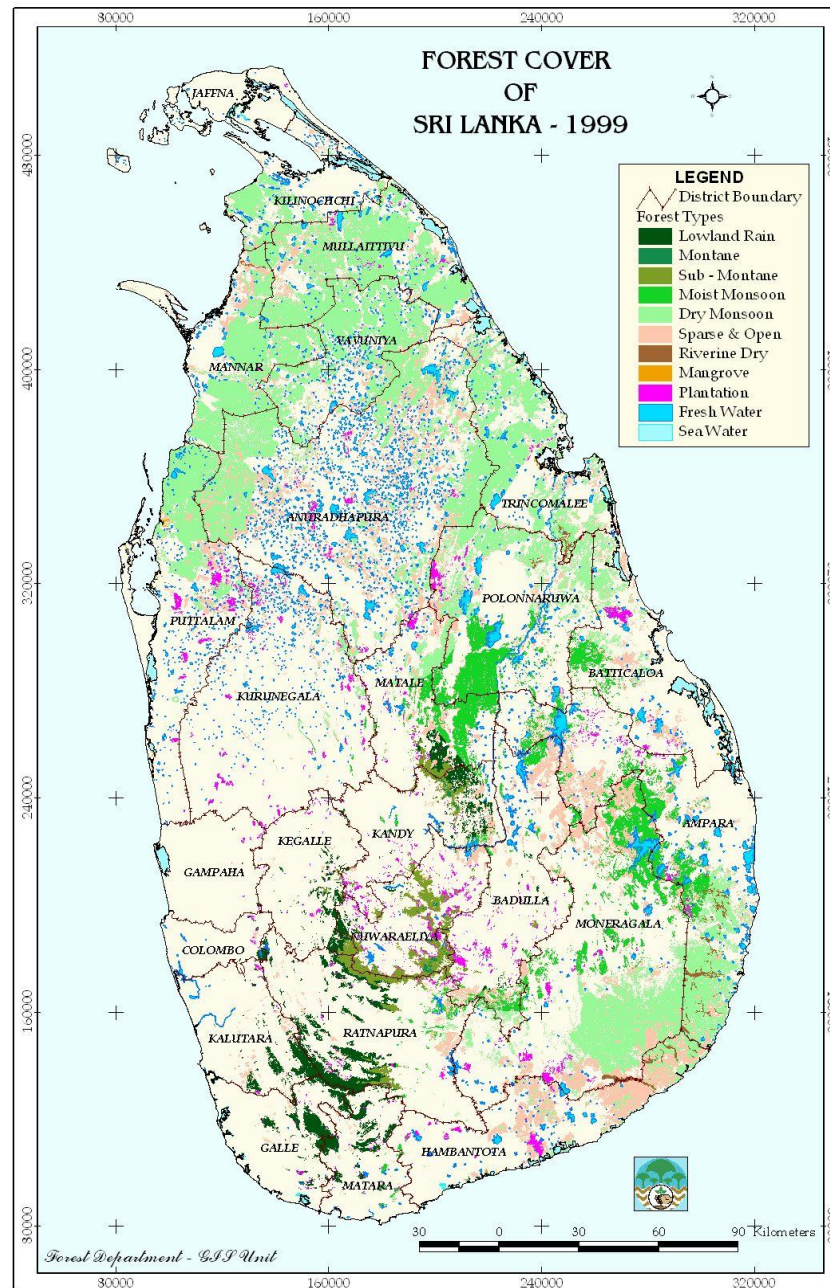 80000 160000 240000 320000
FOREST COVER
OF
SRI LANKA - 1999
LEGEND
District Boundary
Forest Types
Lowland Rain
Montane
Sub - Montane
Moist Monsoon
Dry Monsoon
Sparse & Open
Riverine Dry
Mangrove
Plantation
Fresh Water
Sea Water
JAFFNA
480000
KILINOCHCHI
MULLAITTIVU
VAVUNIYA
400000
MANNAR
TRINCOMALEE
ANURADHAPURA
320000
POLONNARUWA
PUTTALAM
BATTICALOA
MATALE
KURUNEGALA
240000
AMPARA
KANDY
KEGALLE
GAMPAHA
BADULLA
MONERAGALA
NUWARAELIYA
COLOMBO
160000
RATNAPURA
KALUTARA
GALLE
HAMBANTOTA
MATARA
80000
30 0 30 60 90 Kilometers
Forest Department - GIS Unit
80000 160000 240000 320000